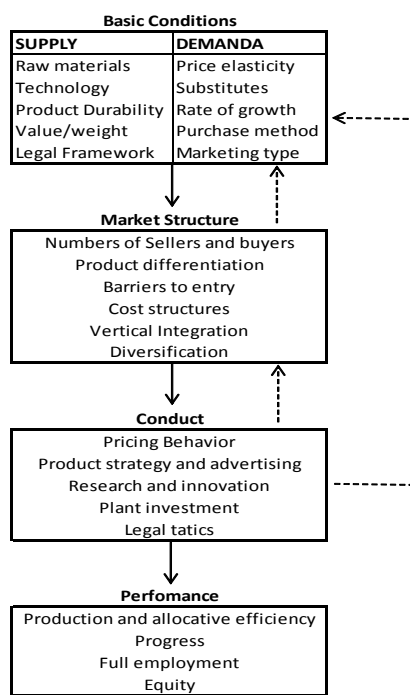 Basic Conditions
SUPPLY DEMANDA
Raw materials Price elasticity
Technology Substitutes
Product Durability Rate of growth
Value/weight Purchase method
Legal Framework Marketing type
Market Structure
Numbers of Sellers and buyers
Product differentiation
Barriers to entry
Cost structures
Vertical Integration
Diversification
Conduct
Pricing Behavior
Product strategy and advertising
Research and innovation
Plant investment
Legal tatics
Perfomance
Production and allocative efficiency
Progress
Full employment
Equity